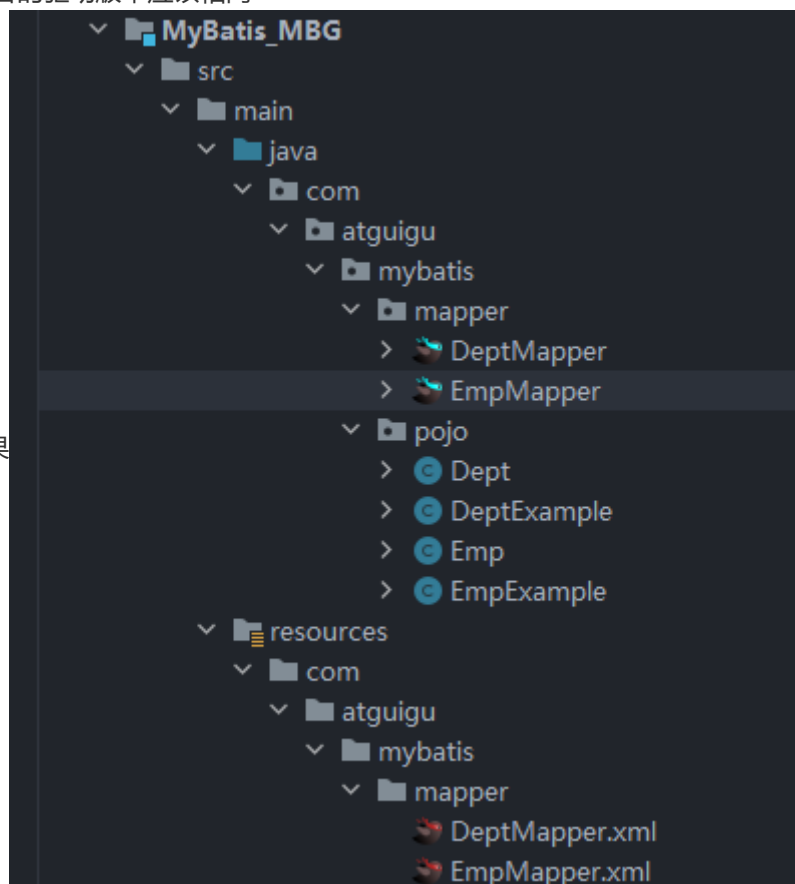 MyBatis_MBG
src
main
java
com
atguigu
mybatis
mapper
DeptMapper
EmpMapper
果
pojo
Dept
DeptExample
Emp
EmpExample
resources
com
atguigu
mybatis
mapper
DeptMapper.xml
EmpMapper.xml